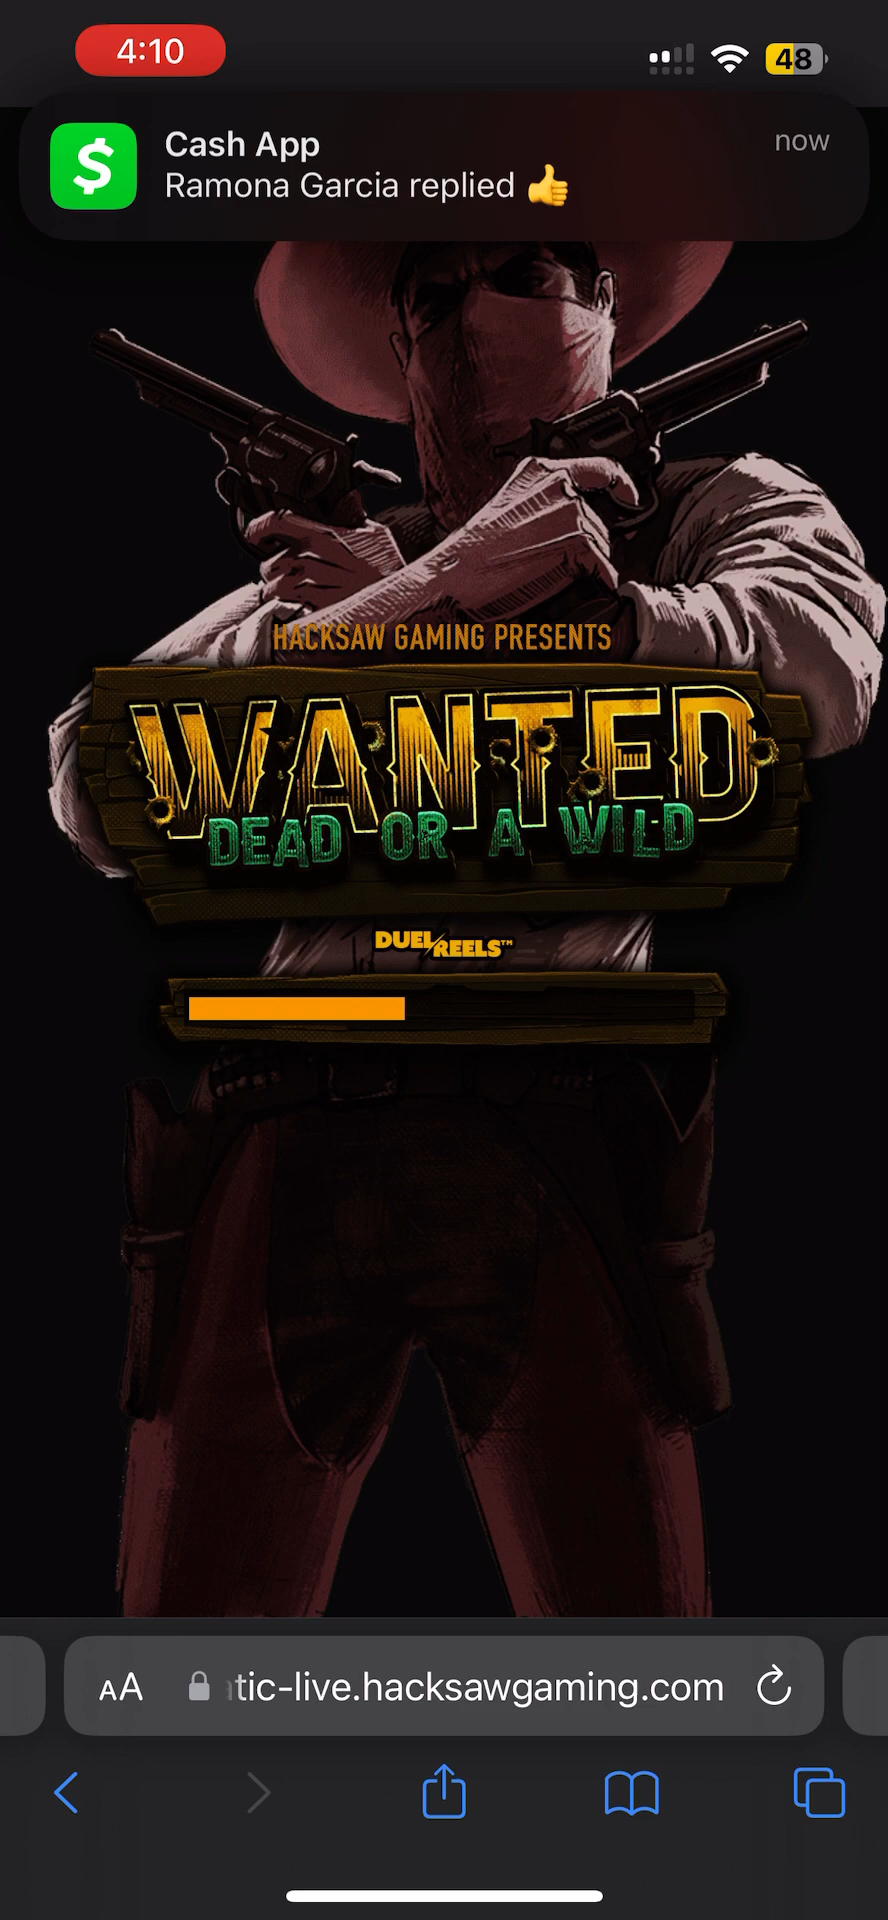 4:10
48
Cash App
now
Ramona Garcia replied 👍
HACKSAW GAMING PRESENTS
WANTED
DEAD OR A WILD
DUEL REELS™
AA
tic-live.hacksawgaming.com